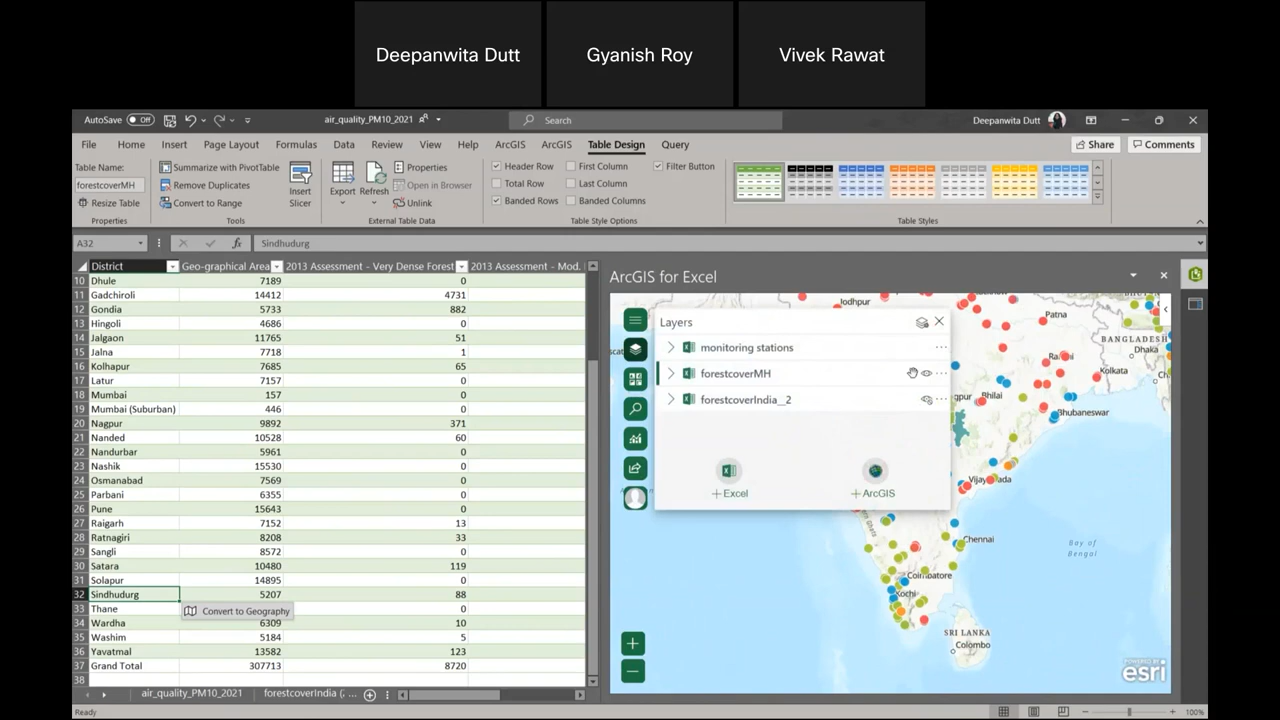 Deepanwita Dutt
Gyanish Roy
Vivek Rawat
AutoSave Off air_quality_PM10_2021 Search Deepanwita Dutt
File Home Insert Page Layout Formulas Data Review View Help ArcGIS ArcGIS Table Design Query Share Comments
Table Name:
forestcoverMH
Resize Table
Properties
Summarize with PivotTable
Remove Duplicates
Convert to Range
Insert Slicer
Tools
Export Refresh
Properties
Open in Browser
Unlink
External Table Data
Header Row First Column Filter Button
Total Row Last Column
Banded Rows Banded Columns
Table Style Options
Table Styles
A32 fx Sindhudurg
District Geo-graphical Area 2013 Assessment - Very Dense Forest 2013 Assessment - Mod.
10 Dhule 7189 0
11 Gadchiroli 14412 4731
12 Gondia 5733 882
13 Hingoli 4686 0
14 Jalgaon 11765 51
15 Jalna 7718 1
16 Kolhapur 7685 65
17 Latur 7157 0
18 Mumbai 157 0
19 Mumbai (Suburban) 446 0
20 Nagpur 9892 371
21 Nanded 10528 60
22 Nandurbar 5961 0
23 Nashik 15530 0
24 Osmanabad 7569 0
25 Parbani 6355 0
26 Pune 15643 0
27 Raigarh 7152 13
28 Ratnagiri 8208 33
29 Sangli 8572 0
30 Satara 10480 119
31 Solapur 14895 0
32 Sindhudurg 5207 88
33 Thane 0
Convert to Geography
34 Wardha 6309 10
35 Washim 5184 5
36 Yavatmal 13582 123
37 Grand Total 307713 8720
38
air_quality_PM10_2021 forestcoverIndia (; ...
Ready
100%
ArcGIS for Excel
Layers
monitoring stations
forestcoverMH
forestcoverIndia__2
+ Excel
+ ArcGIS
Jodhpur
Patna
BANGLADESH
Dhaka
Kolkata
Bhilai
Bhubaneswar
Chennai
Bay of
Bengal
Coimbatore
Kochi
SRI LANKA
Colombo
POWERED BY
esri